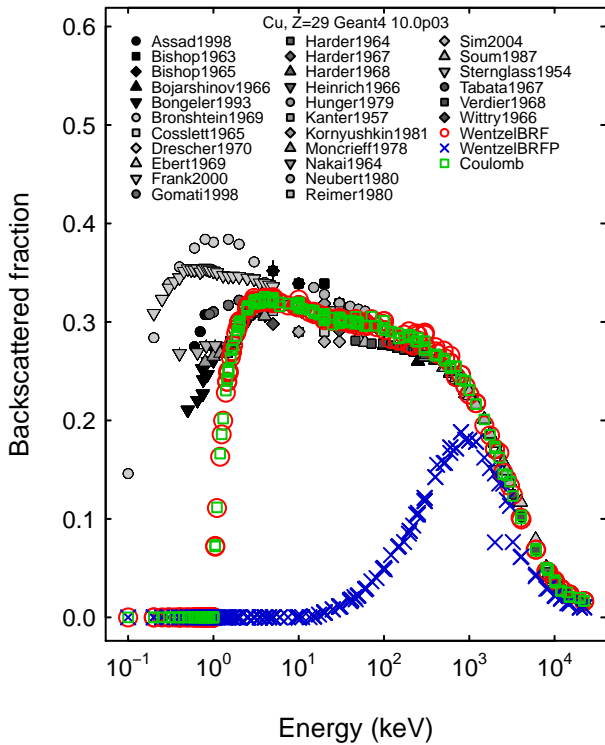 Cu, Z=29 Geant4 10.0p03
Assad1998
Bishop1963
Bishop1965
Bojarshinov1966
Bongeler1993
Bronshtein1969
Cosslett1965
Drescher1970
Ebert1969
Frank2000
Gomati1998
Harder1964
Harder1967
Harder1968
Heinrich1966
Hunger1979
Kanter1957
Kornyushkin1981
Moncrieff1978
Nakai1964
Neubert1980
Reimer1980
Sim2004
Soum1987
Sternglass1954
Tabata1967
Verdier1968
Wittry1966
WentzelBRF
WentzelBRFP
Coulomb
Backscattered fraction
0.6
0.5
0.4
0.3
0.2
0.1
0.0
10⁻¹ 10⁰ 10¹ 10² 10³ 10⁴
Energy (keV)